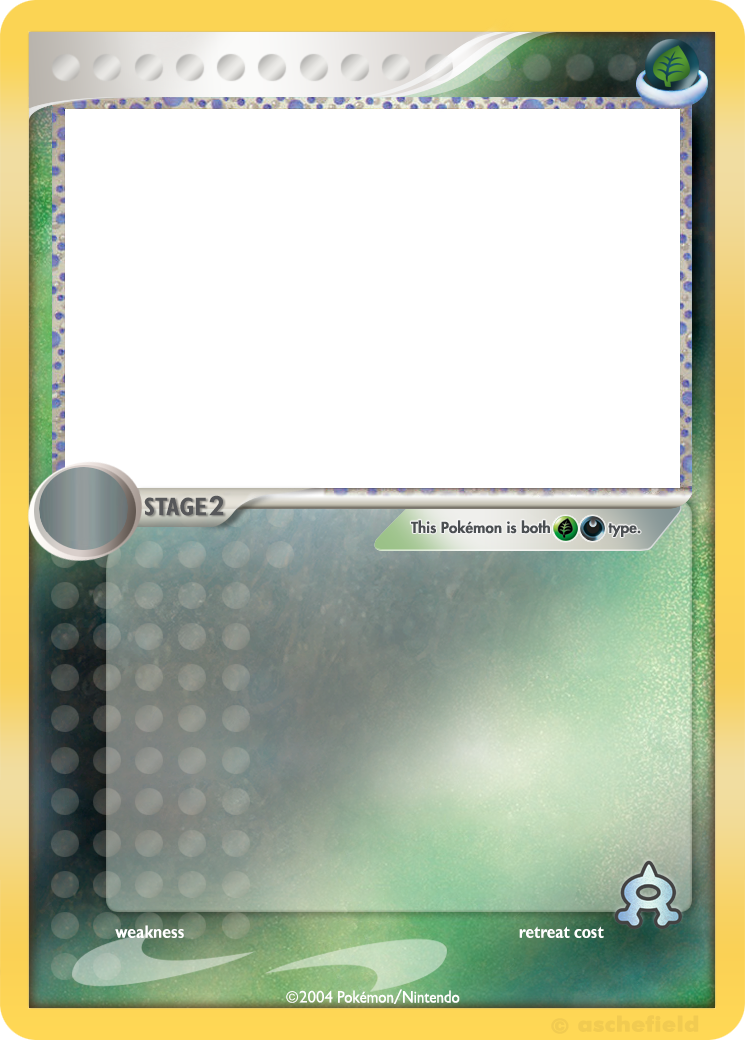 STAGE2
This Pokémon is both type.
weakness
retreat cost
©2004 Pokémon/Nintendo
© aschefield